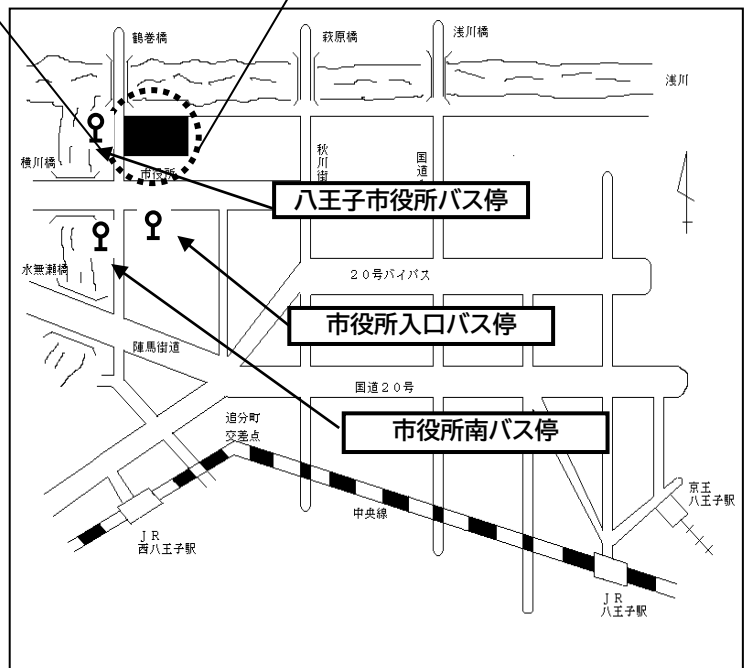 鶴巻橋
萩原橋
浅川橋
浅川
横川橋
市役所
秋川街
国道
八王子市役所バス停
水無瀬橋
20号バイパス
市役所入口バス停
陣馬街道
国道20号
追分町
交差点
市役所南バス停
京王
八王子駅
中央線
JR
西八王子駅
JR
八王子駅